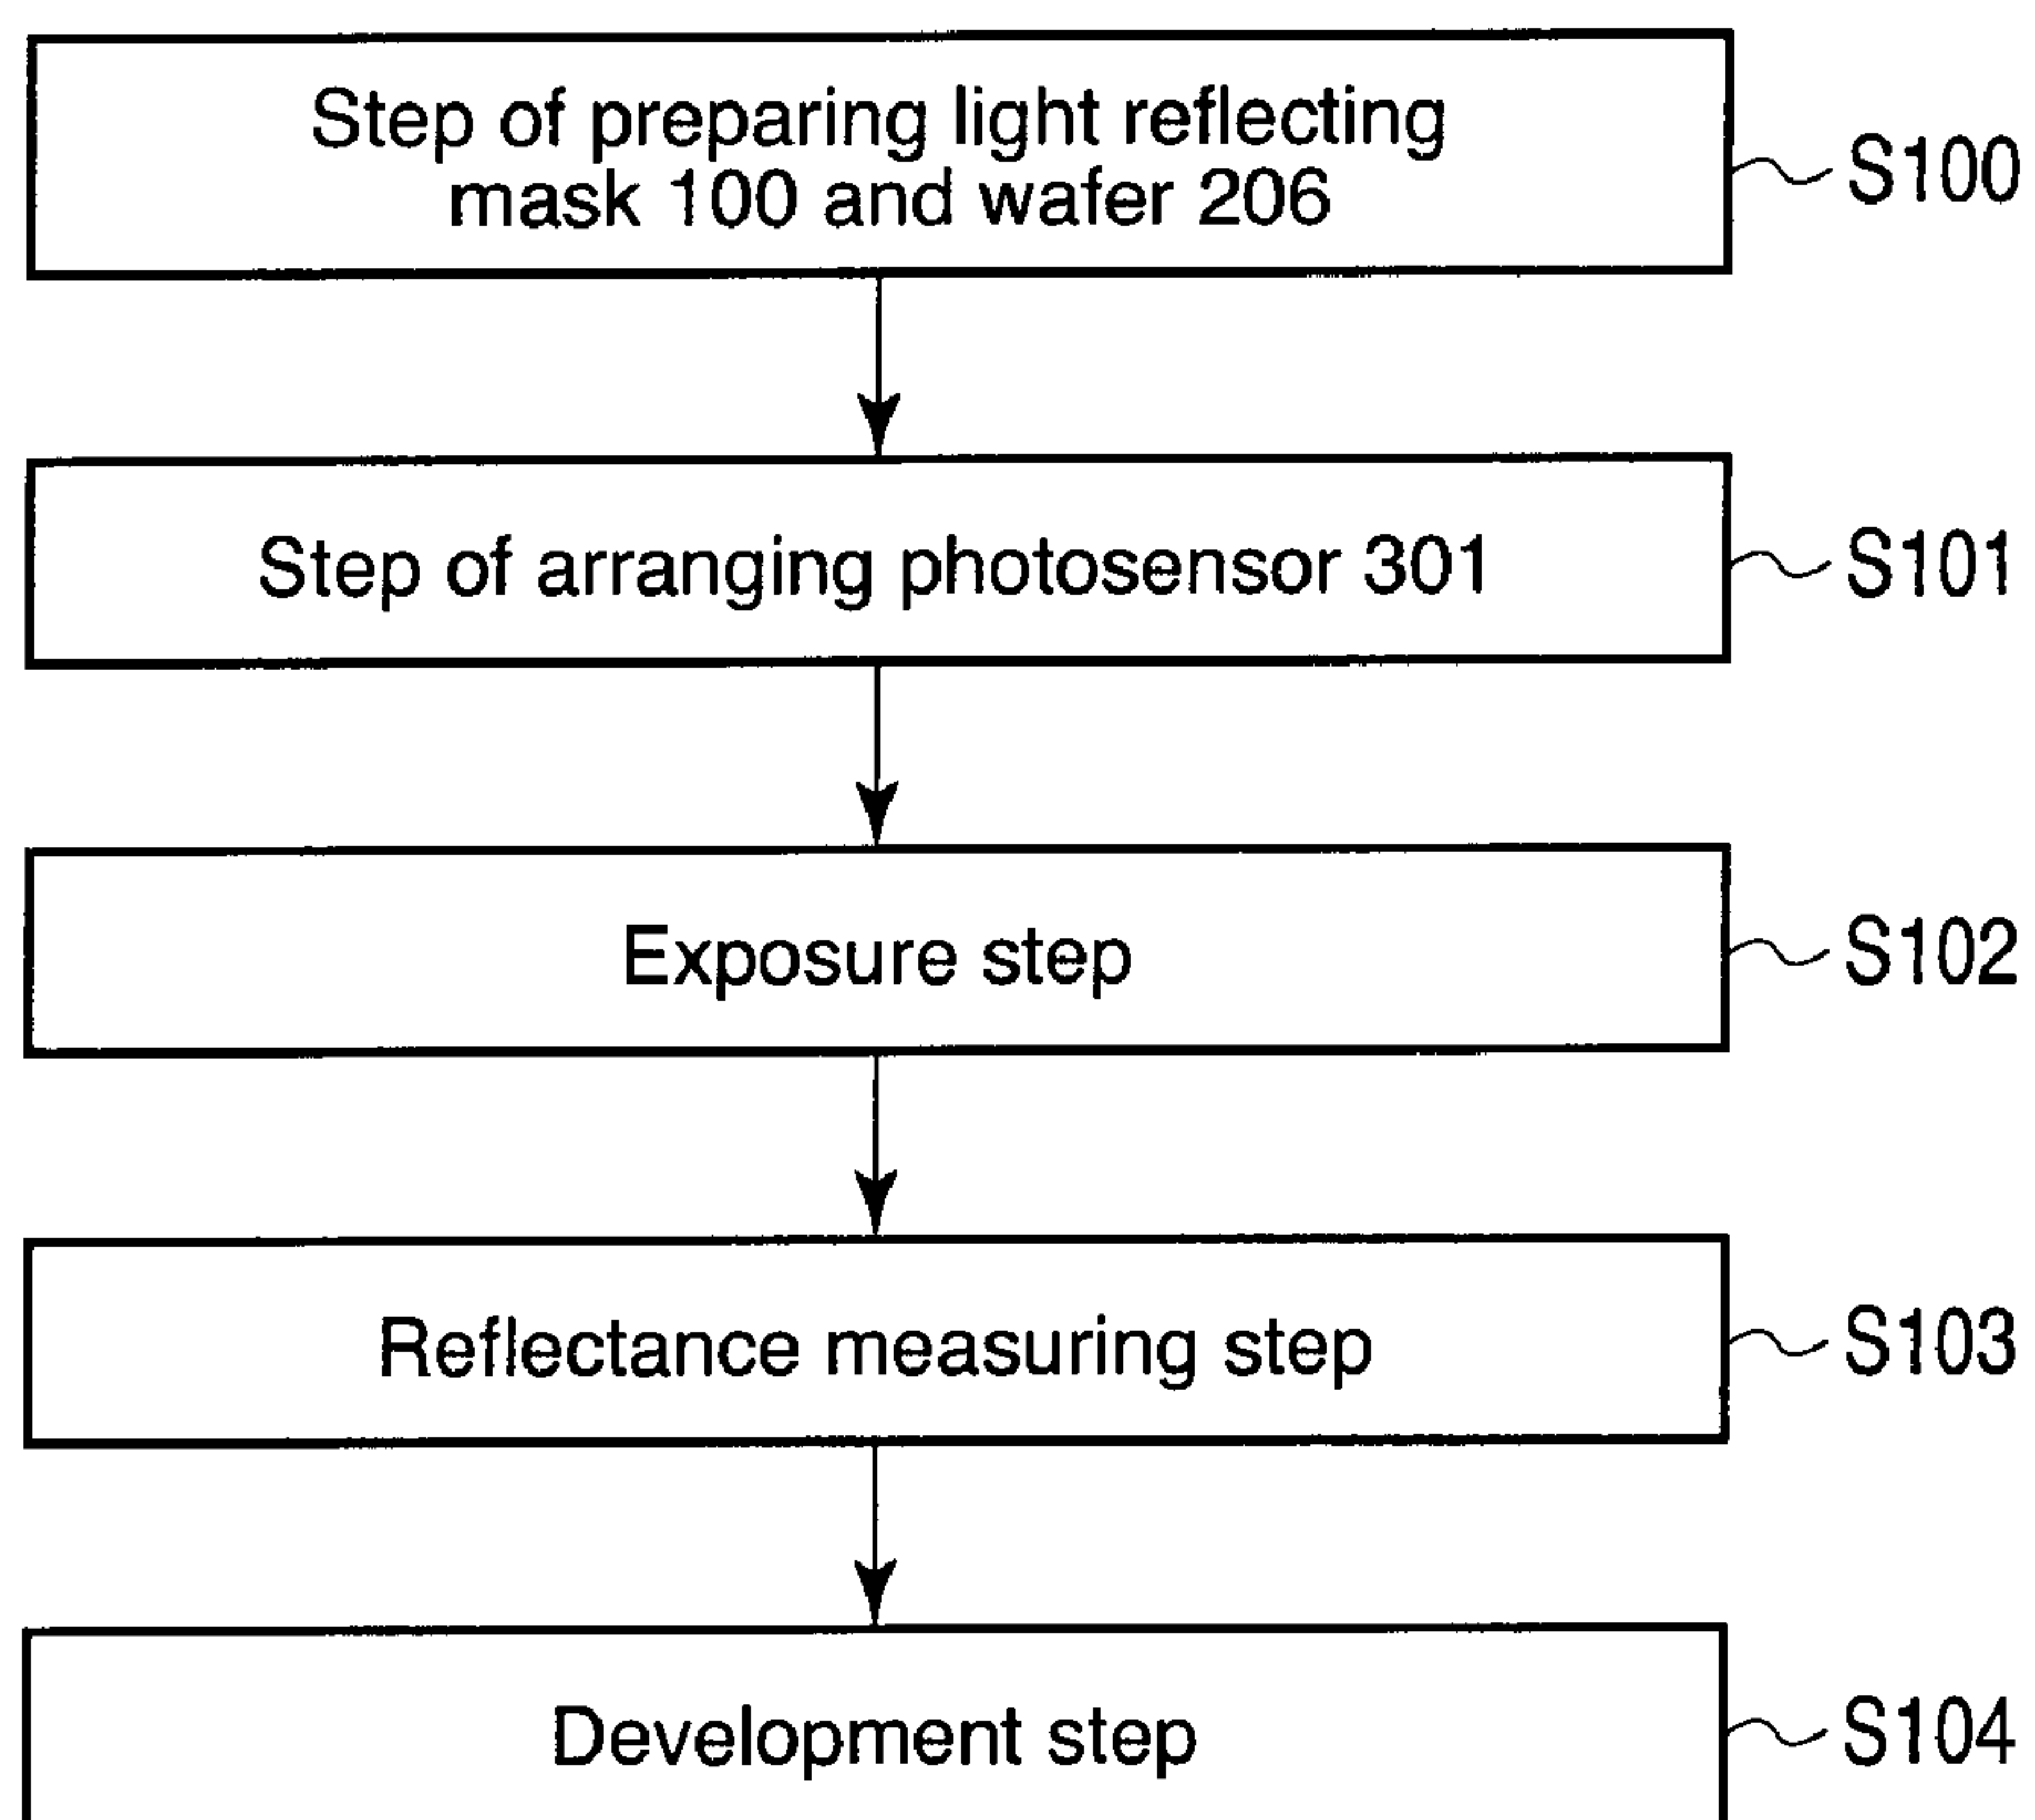 Step of preparing light reflecting
mask 100 and wafer 206
S100
Step of arranging photosensor 301
S101
Exposure step
S102
Reflectance measuring step
S103
Development step
S104